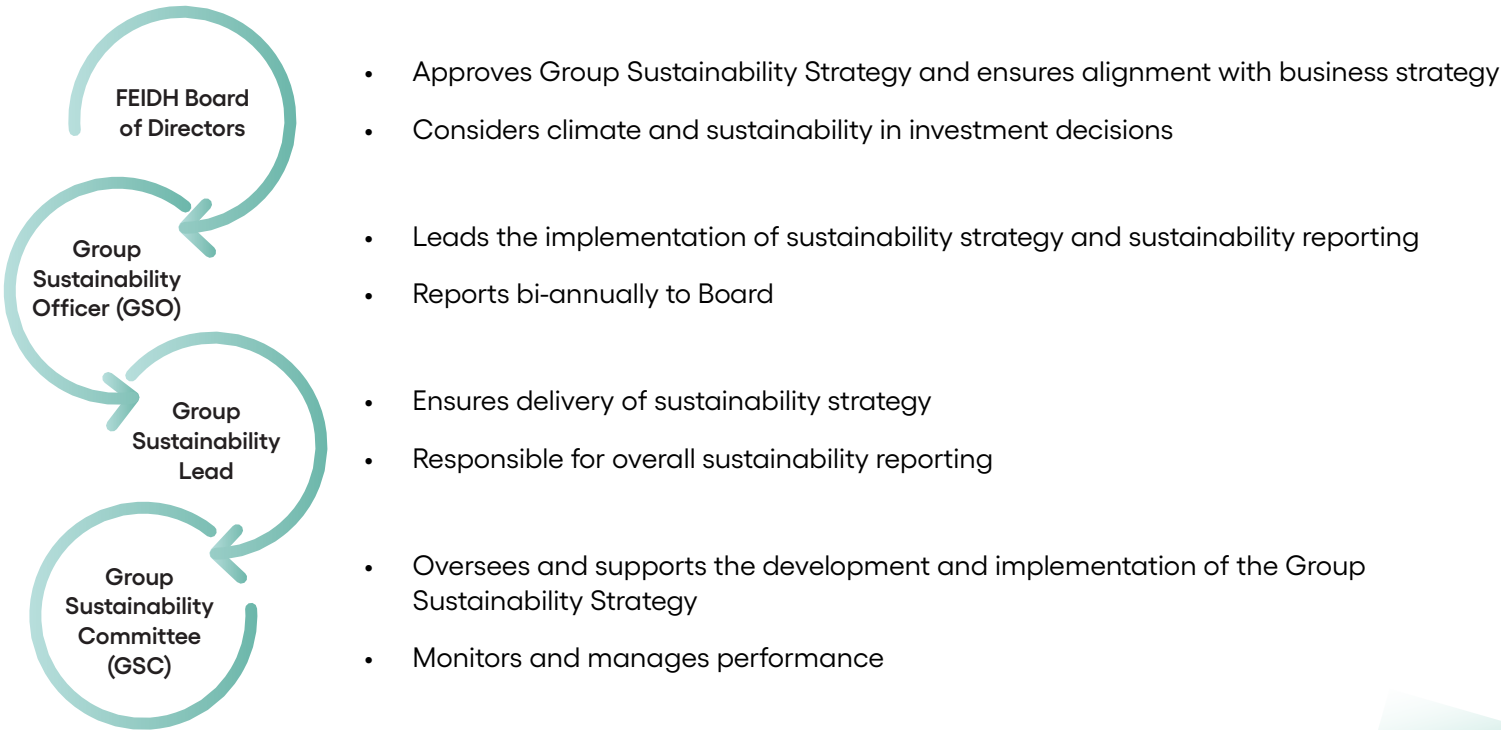 FEIDH Board
of Directors
• Approves Group Sustainability Strategy and ensures alignment with business strategy
• Considers climate and sustainability in investment decisions
Group
Sustainability
Officer (GSO)
• Leads the implementation of sustainability strategy and sustainability reporting
• Reports bi-annually to Board
Group
Sustainability
Lead
• Ensures delivery of sustainability strategy
• Responsible for overall sustainability reporting
Group
Sustainability
Committee
(GSC)
• Oversees and supports the development and implementation of the Group
Sustainability Strategy
• Monitors and manages performance